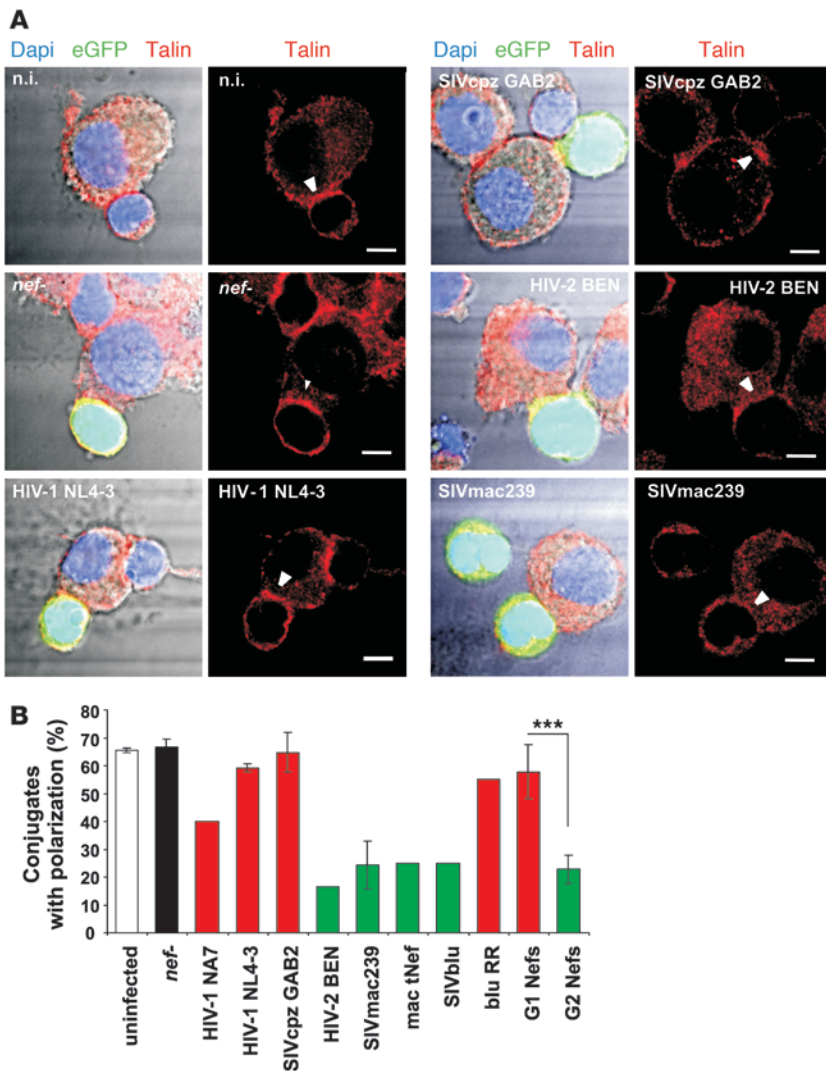 A
Dapi eGFP Talin
Talin
Dapi eGFP Talin
Talin
n.i.
n.i.
SIVcpz GAB2
SIVcpz GAB2
nef-
nef-
HIV-2 BEN
HIV-2 BEN
HIV-1 NL4-3
HIV-1 NL4-3
SIVmac239
SIVmac239
B
Conjugates
with polarization (%)
80
70
60
50
40
30
20
10
0
***
uninfected
nef-
HIV-1 NA7
HIV-1 NL4-3
SIVcpz GAB2
HIV-2 BEN
SIVmac239
mac tNef
SIVblu
blu RR
G1 Nefs
G2 Nefs